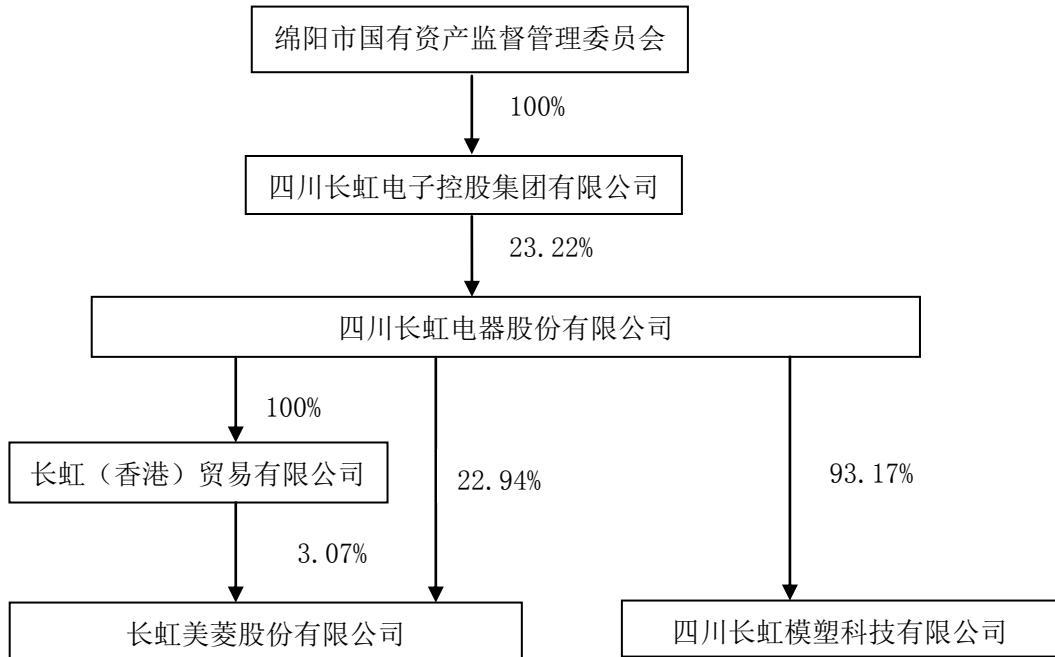 绵阳市国有资产监督管理委员会
100%
四川长虹电子控股集团有限公司
23.22%
四川长虹电器股份有限公司
100%
长虹（香港）贸易有限公司
22.94%
93.17%
3.07%
长虹美菱股份有限公司
四川长虹模塑科技有限公司